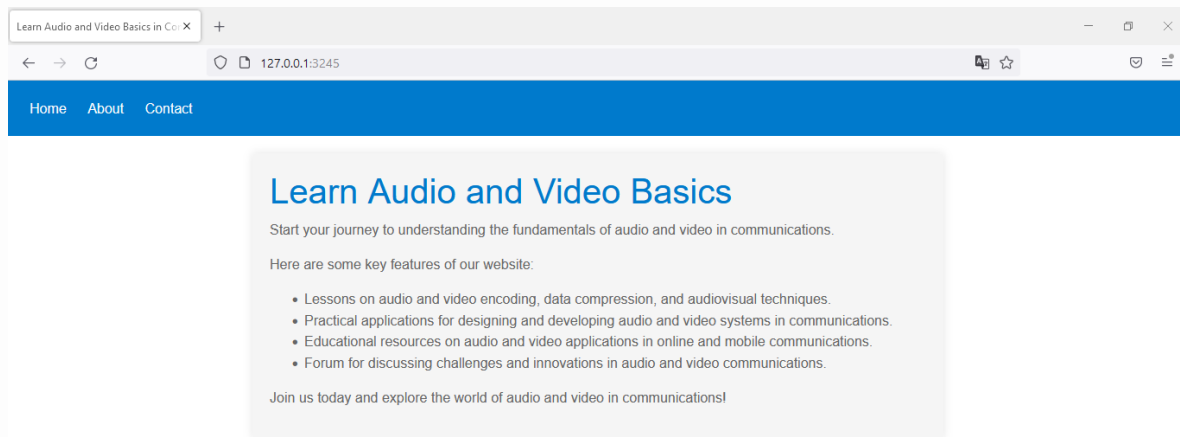 Learn Audio and Video Basics in Cor
127.0.0.1:3245
Home About Contact
Learn Audio and Video Basics
Start your journey to understanding the fundamentals of audio and video in communications.
Here are some key features of our website:
• Lessons on audio and video encoding, data compression, and audiovisual techniques.
• Practical applications for designing and developing audio and video systems in communications.
• Educational resources on audio and video applications in online and mobile communications.
• Forum for discussing challenges and innovations in audio and video communications.
Join us today and explore the world of audio and video in communications!